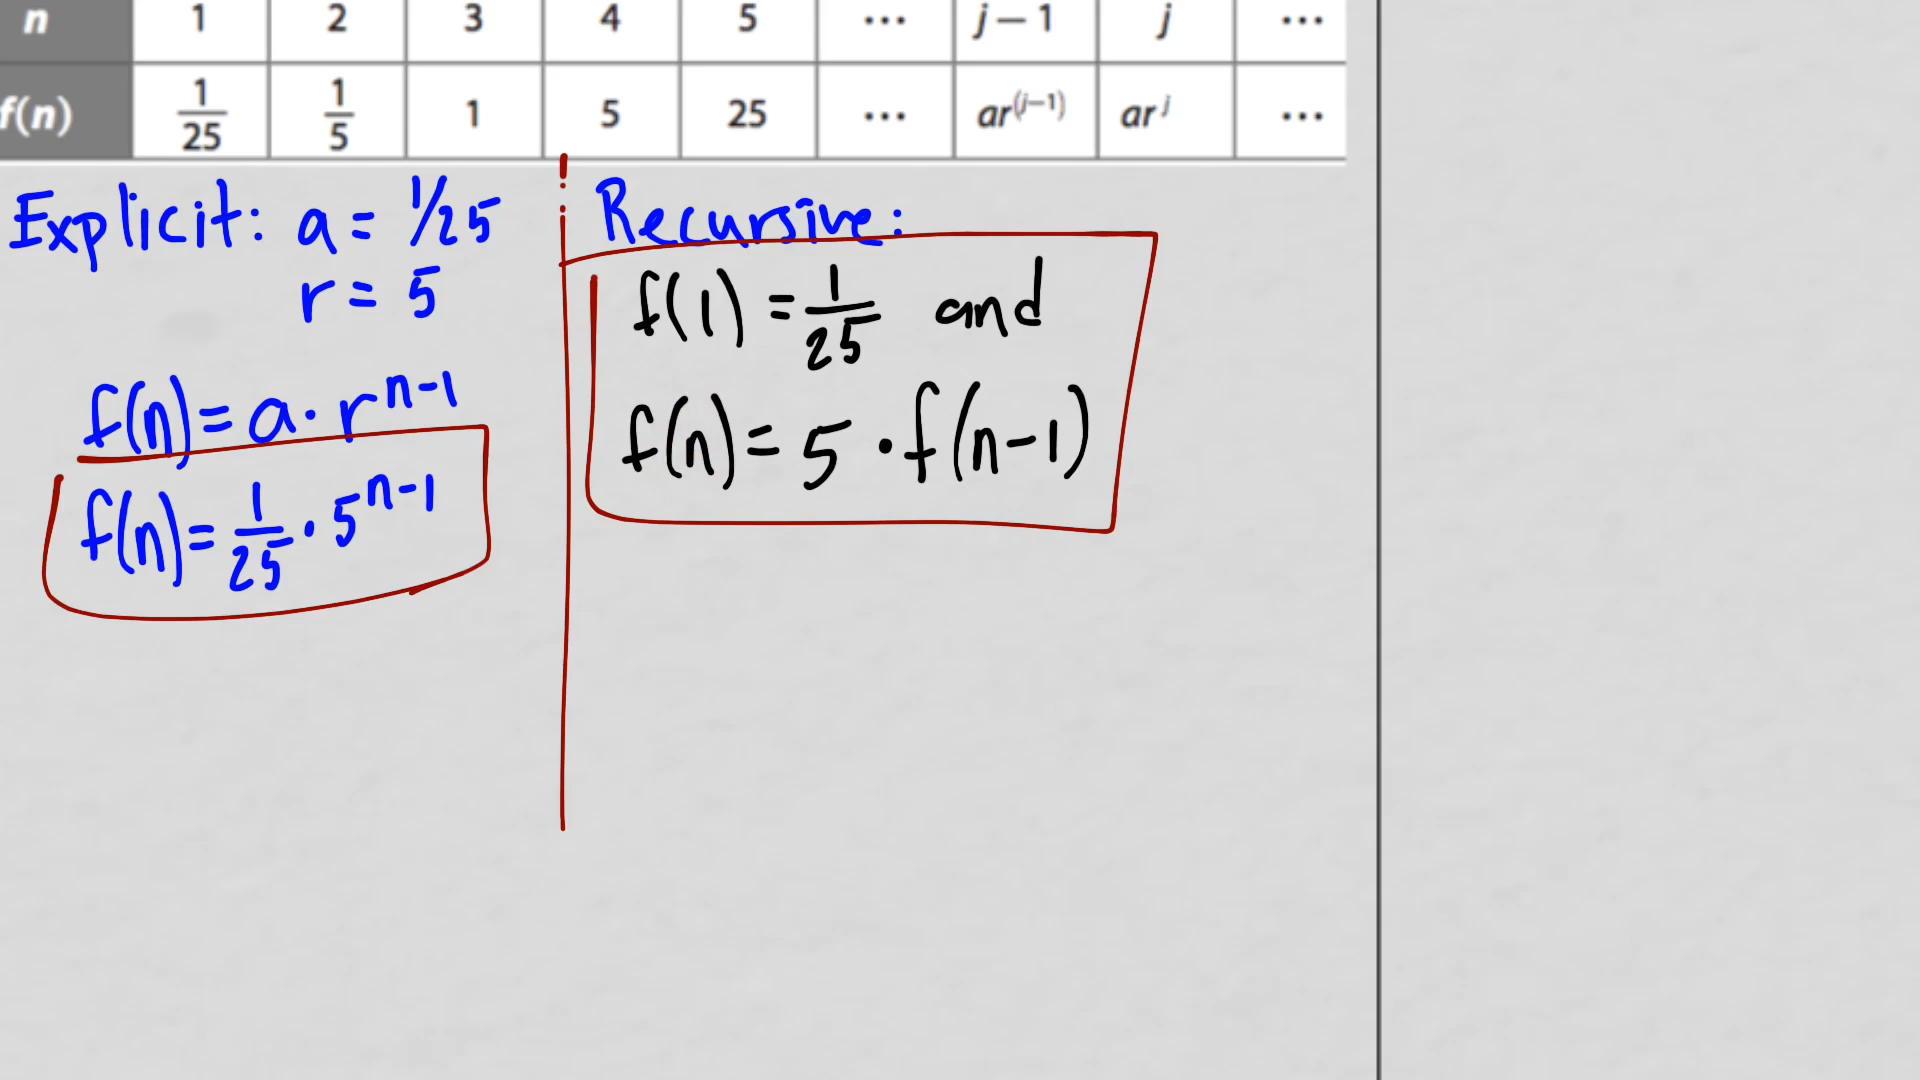 n 1 2 3 4 5 ... j – 1 j ...
f(n) 1/25 1/5 1 5 25 ... ar^(j–1) ar^j ...
Explicit: a = 1/25
r = 5
f(n) = a · r^n-1
f(n) = 1/25 · 5^n-1
Recursive:
f(1) = 1/25 and
f(n) = 5 · f(n-1)